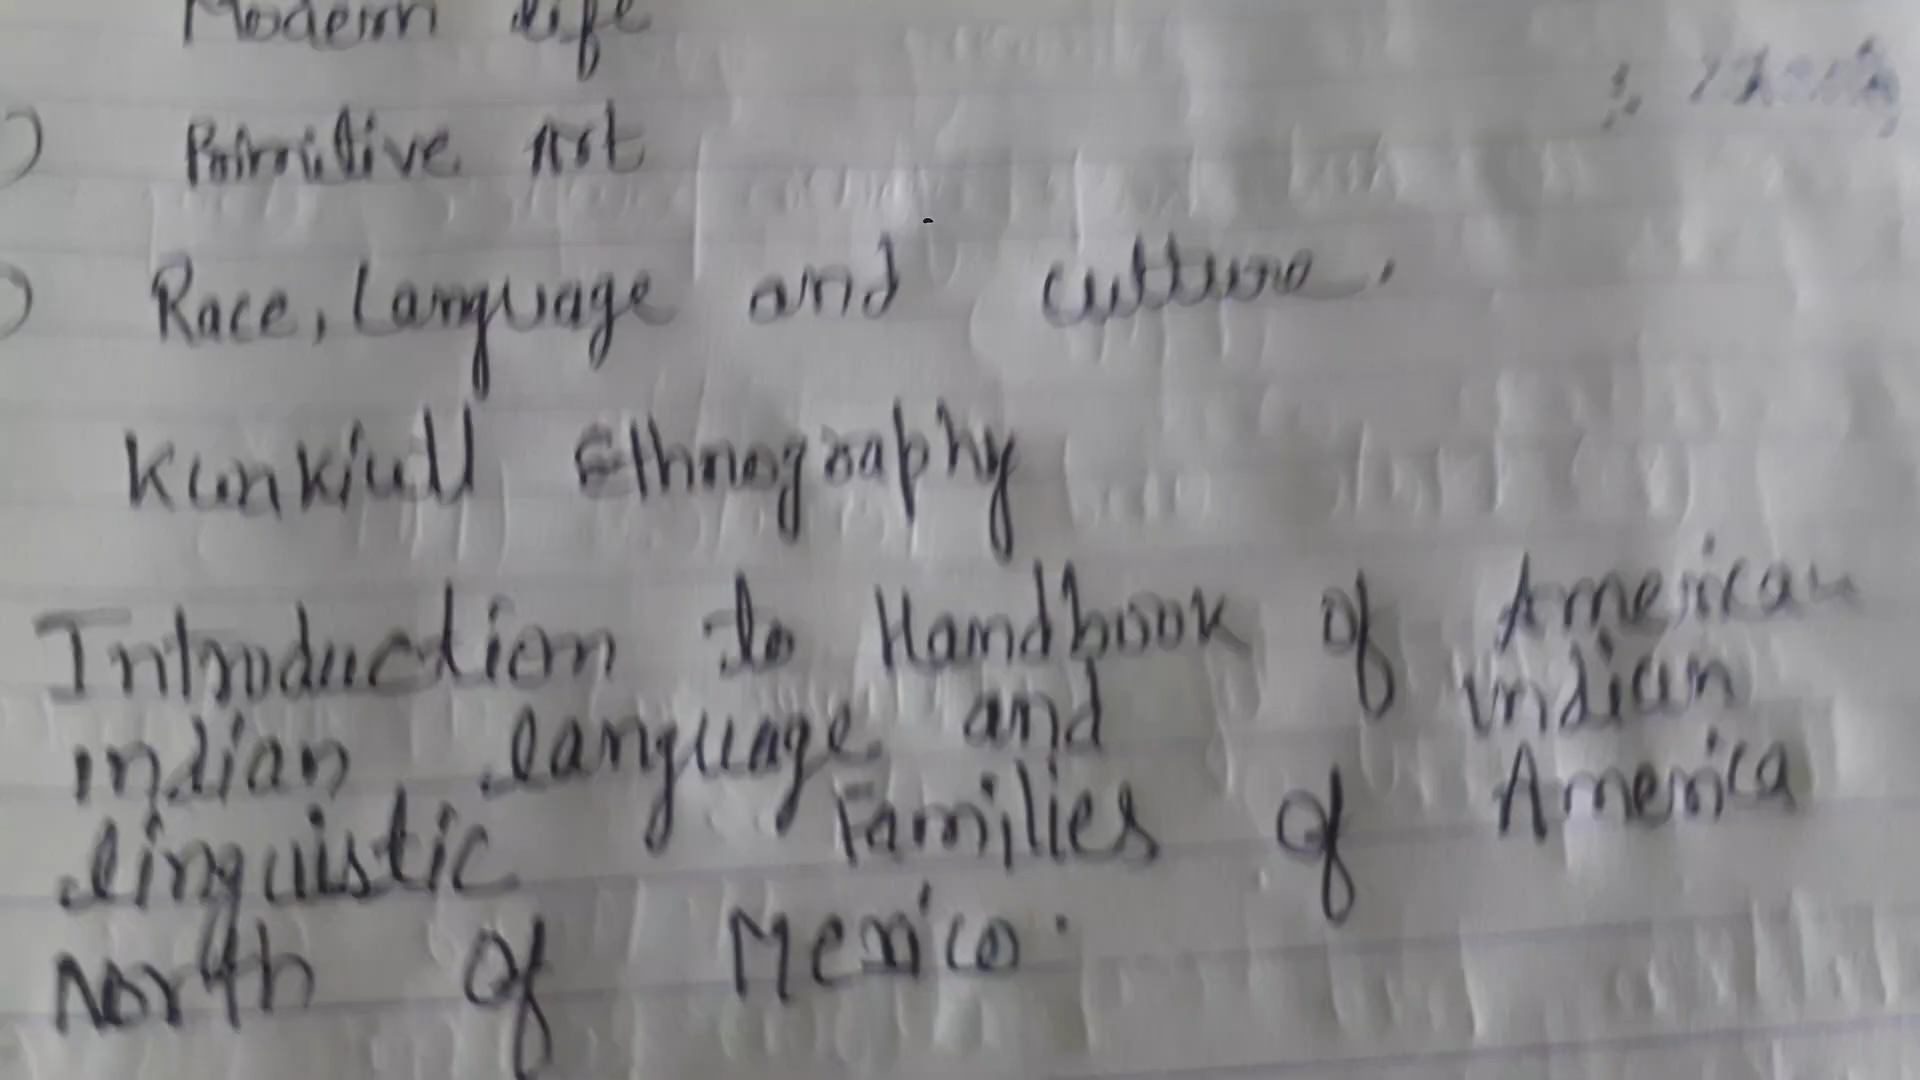 Modern life
) Primitive Art
) Race, Language and culture.
Kunkiutl Ethnography
Introduction to Handbook of American
indian language and indian
linguistic Families of America
North of Mexico.